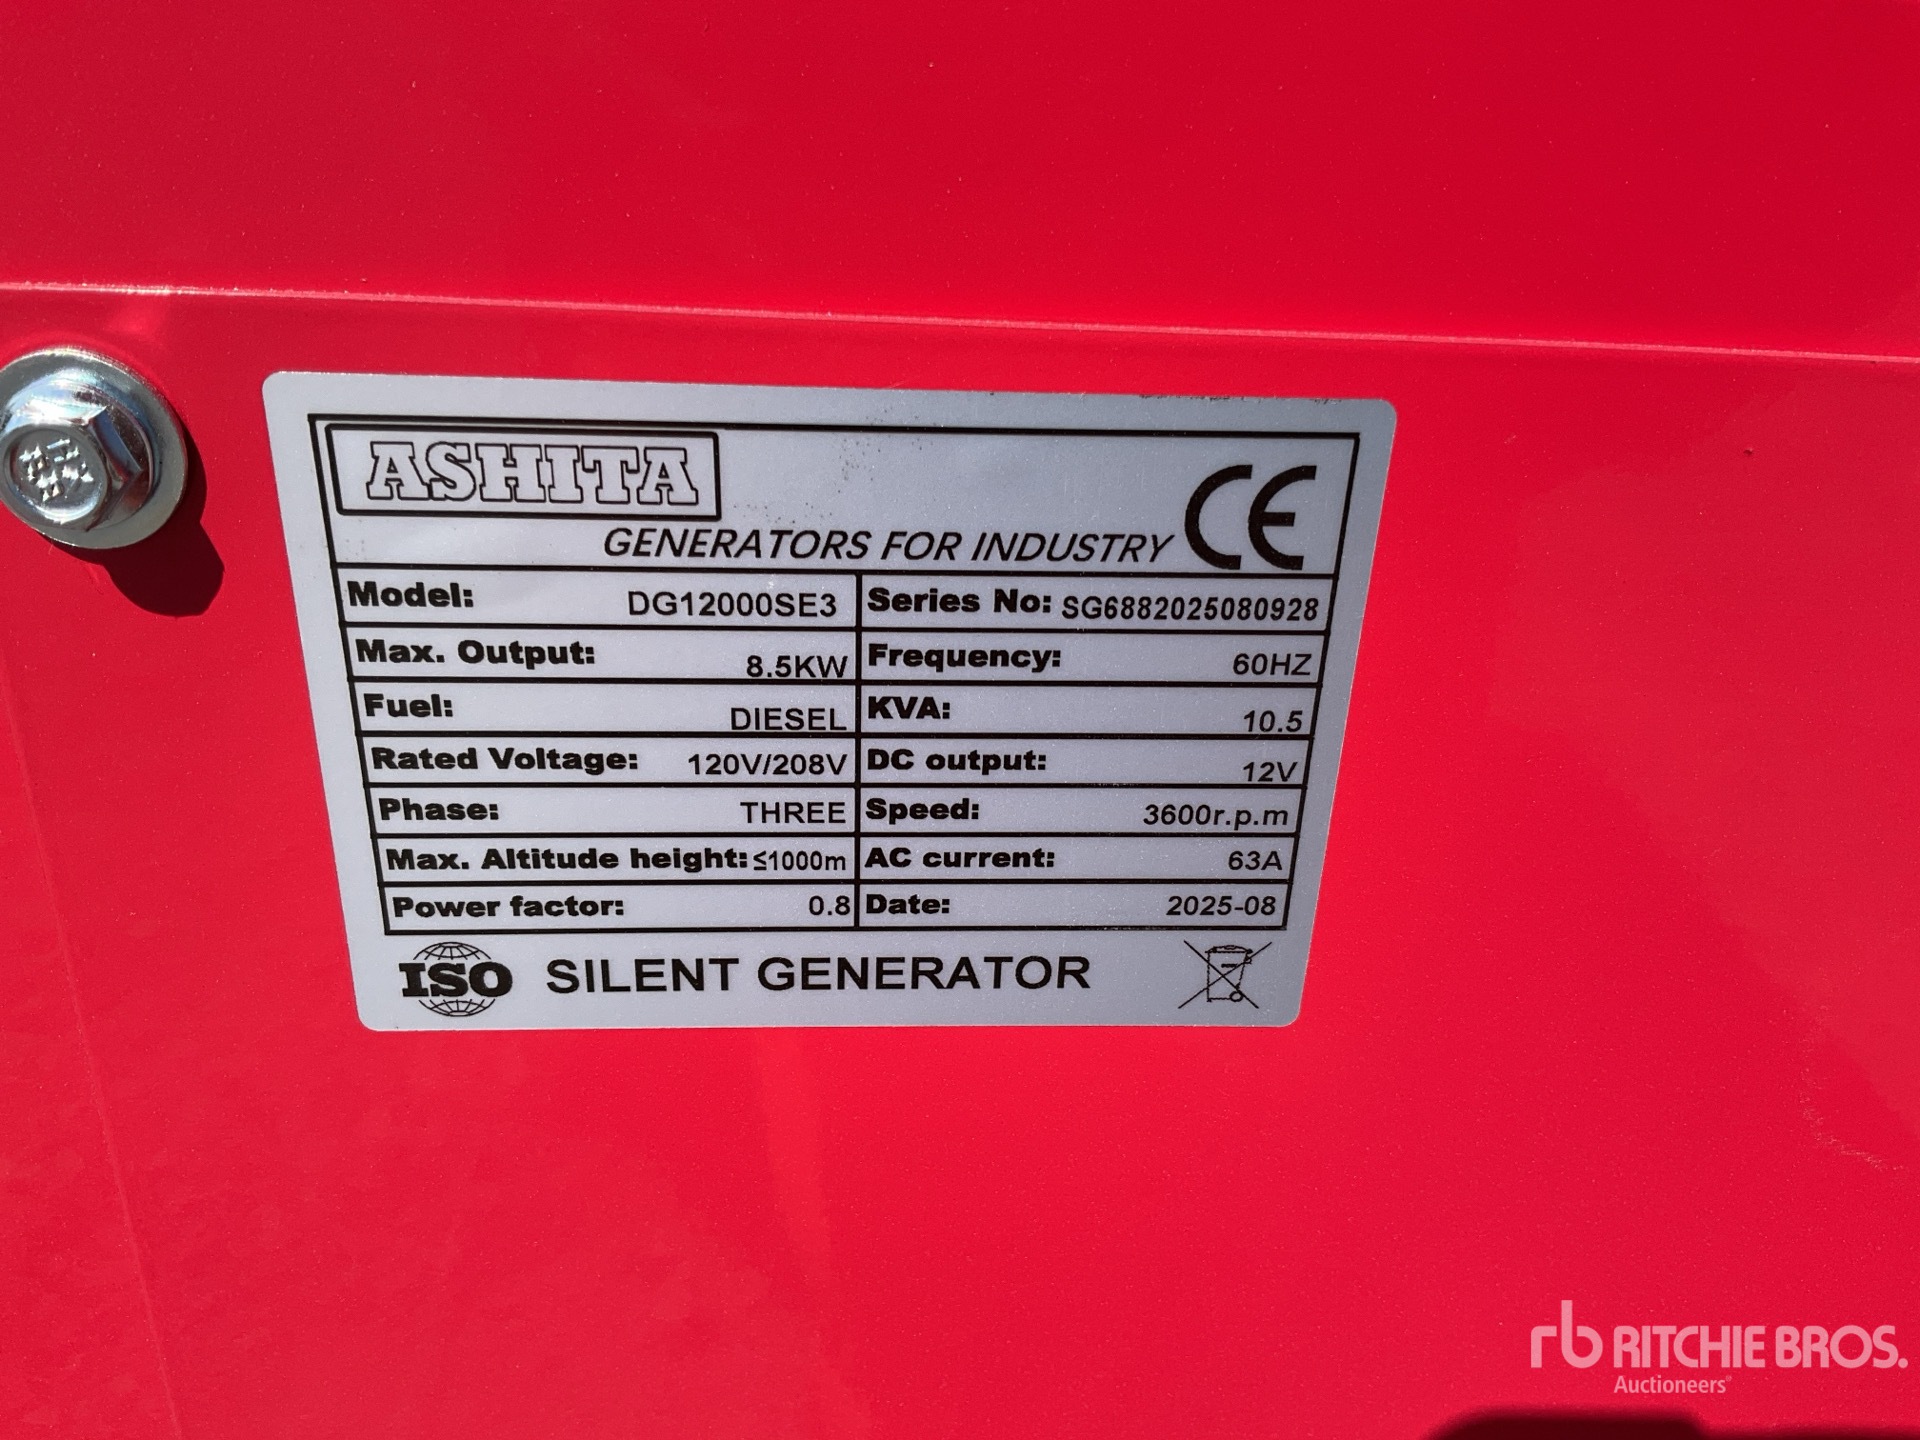 ASHITA
GENERATORS FOR INDUSTRY CE
Model: DG12000SE3 Series No: SG6882025080928
Max. Output: 8.5KW Frequency: 60HZ
Fuel: DIESEL KVA: 10.5
Rated Voltage: 120V/208V DC output: 12V
Phase: THREE Speed: 3600r.p.m
Max. Altitude height: ≤1000m AC current: 63A
Power factor: 0.8 Date: 2025-08
ISO SILENT GENERATOR
rb RITCHIE BROS.
Auctioneers®